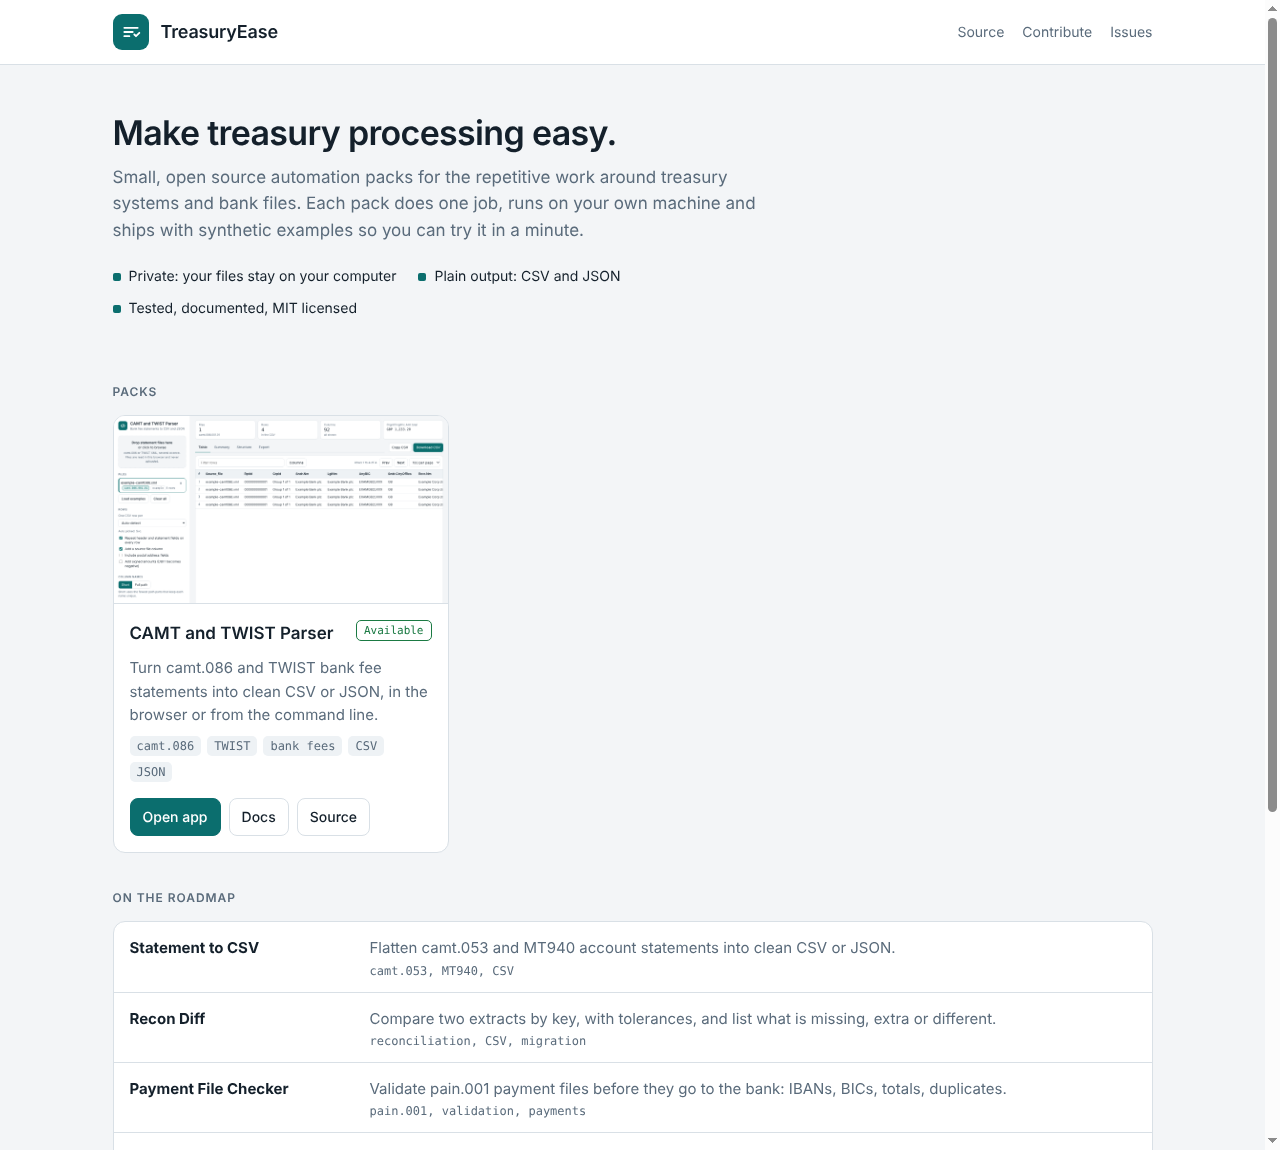 TreasuryEase
Source Contribute Issues
Make treasury processing easy.
Small, open source automation packs for the repetitive work around treasury
systems and bank files. Each pack does one job, runs on your own machine and
ships with synthetic examples so you can try it in a minute.
Private: your files stay on your computer
Plain output: CSV and JSON
Tested, documented, MIT licensed
PACKS
CAMT and TWIST Parser
CAMT and TWIST Parser
Available
Turn camt.086 and TWIST bank fee
statements into clean CSV or JSON, in the
browser or from the command line.
camt.086 TWIST bank fees CSV
JSON
Open app Docs Source
ON THE ROADMAP
Statement to CSV
Flatten camt.053 and MT940 account statements into clean CSV or JSON.
camt.053, MT940, CSV
Recon Diff
Compare two extracts by key, with tolerances, and list what is missing, extra or different.
reconciliation, CSV, migration
Payment File Checker
Validate pain.001 payment files before they go to the bank: IBANs, BICs, totals, duplicates.
pain.001, validation, payments